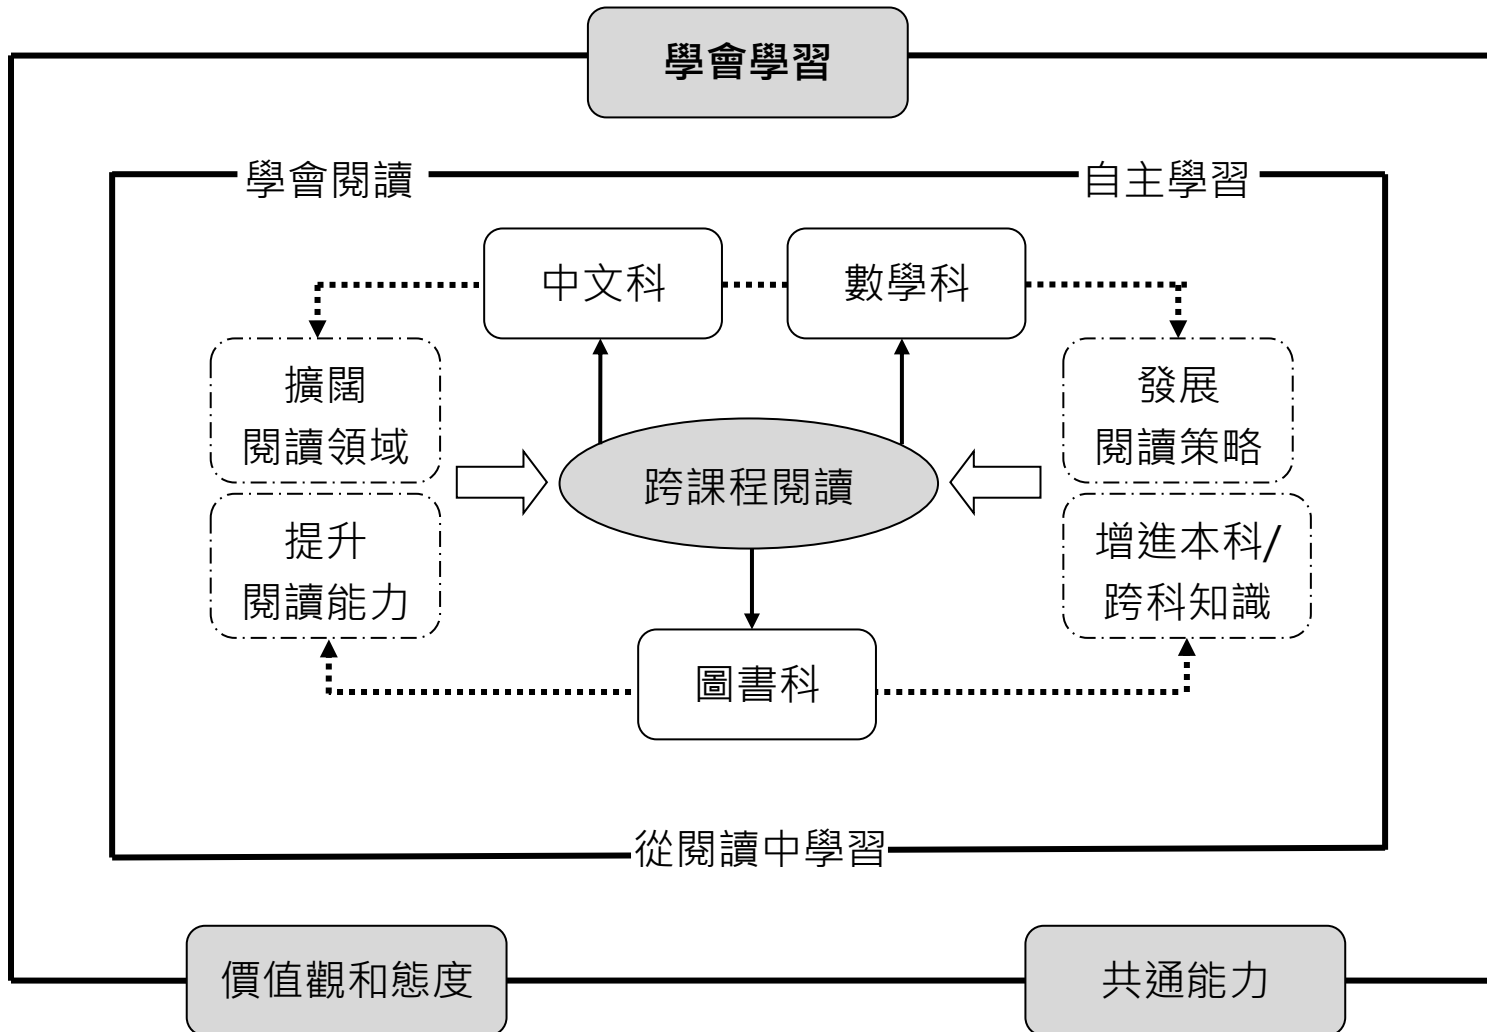 學會學習
學會閱讀
自主學習
中文科
數學科
擴闊
閱讀領域
發展
閱讀策略
跨課程閱讀
提升
閱讀能力
增進本科/
跨科知識
圖書科
從閱讀中學習
價值觀和態度
共通能力